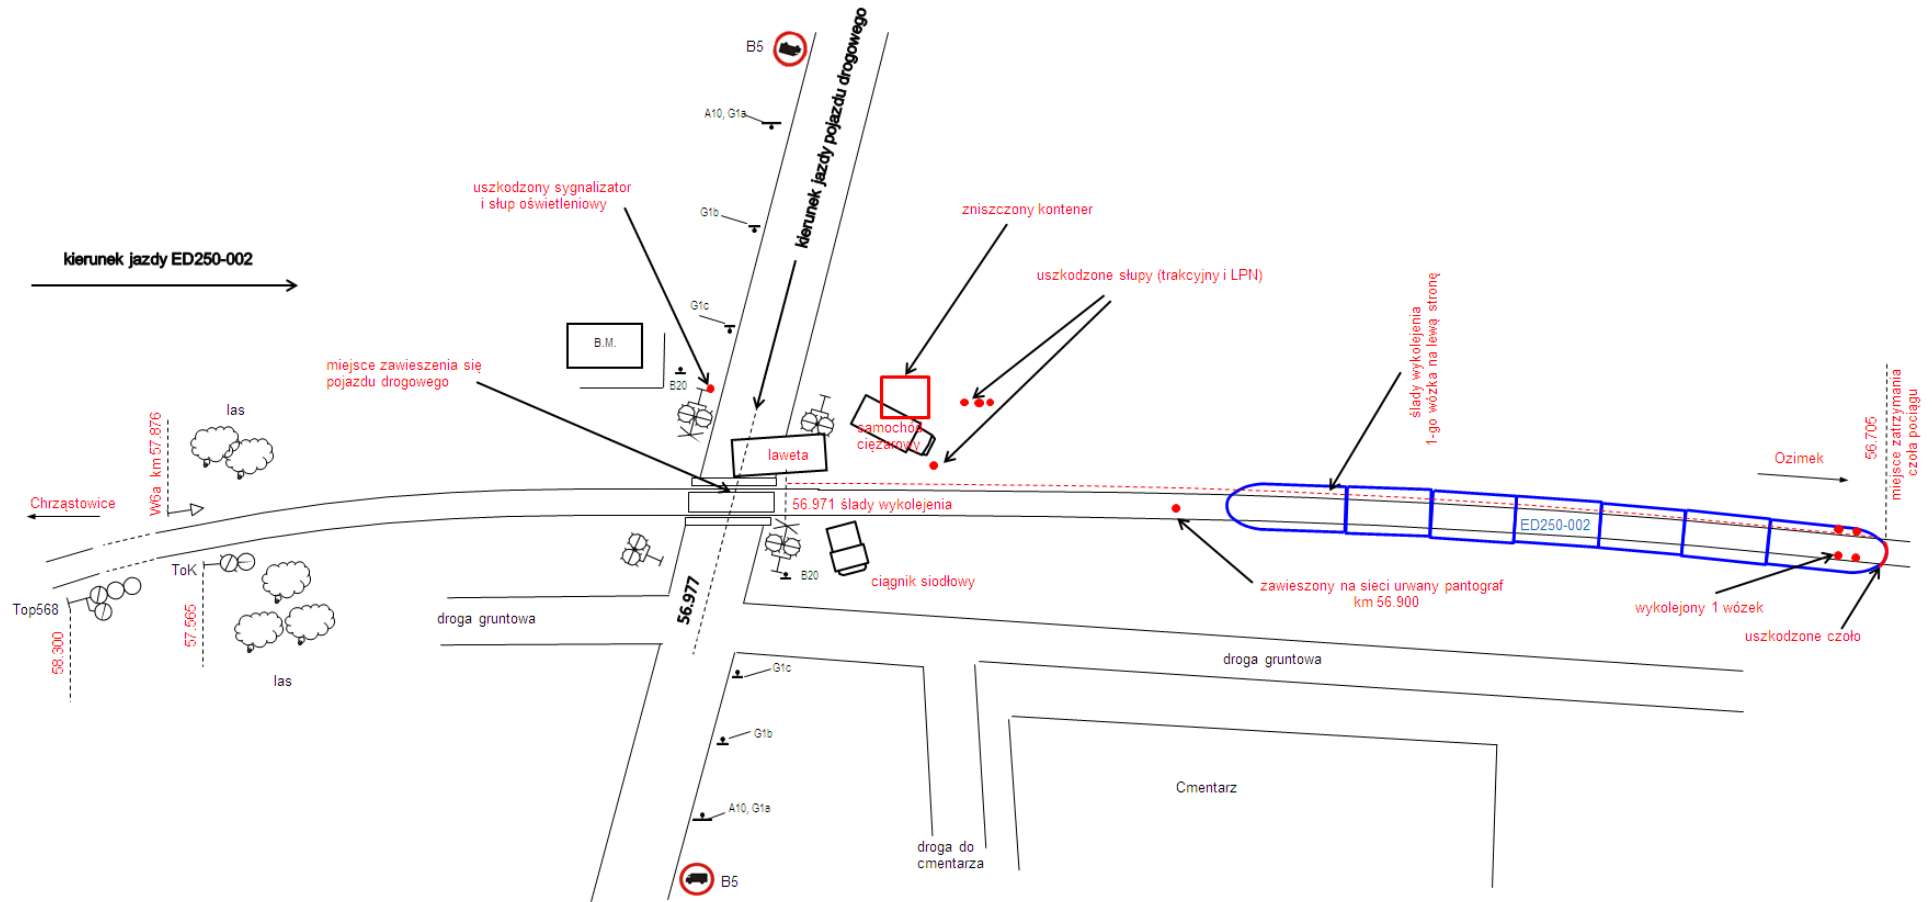 B5
kierunek jazdy pojazdu drogowego
A10, G1a
uszkodzony sygnalizator
i słup oświetleniowy
G1b
zniszczony kontener
kierunek jazdy ED250-002
uszkodzone słupy (trakcyjny i LPN)
G1c
B.M.
miejsce zawieszenia się
pojazdu drogowego
B20
ślady wykolejenia
1-go wózka na lewą stronę
las
W6a km 57.876
samochód
ciężarowy
laweta
Ozimek
56.705
miejsce zatrzymania
czoła pociągu
Chrząstowice
56.971 ślady wykolejenia
ED250-002
ToK
B20
ciągnik siodłowy
zawieszony na sieci urwany pantograf
km 56.900
wykolejony 1 wózek
uszkodzone czoło
Top568
58.300
57.565
droga gruntowa
56.977
droga gruntowa
las
G1c
G1b
Cmentarz
A10, G1a
droga do
cmentarza
B5